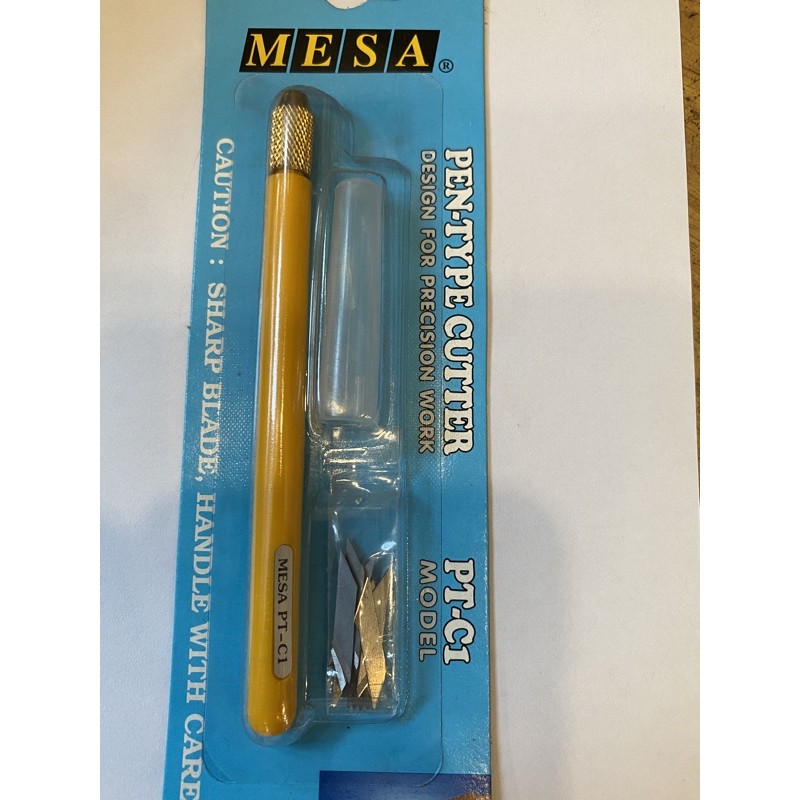 MESA®
PEN-TYPE CUTTER
DESIGN FOR PRECISION WORK
PT-C1
MODEL
CAUTION : SHARP BLADE, HANDLE WITH CARE
MESA PT-C1